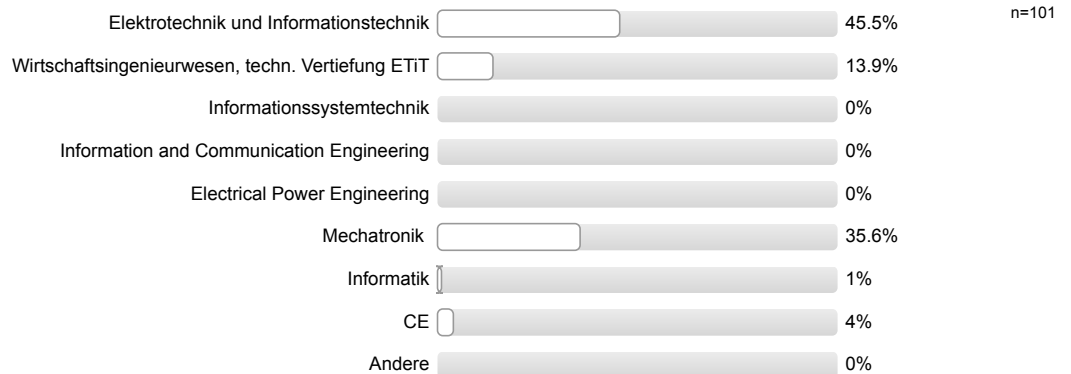 Elektrotechnik und Informationstechnik 45.5% n=101
Wirtschaftsingenieurwesen, techn. Vertiefung ETiT 13.9%
Informationssystemtechnik 0%
Information and Communication Engineering 0%
Electrical Power Engineering 0%
Mechatronik 35.6%
Informatik 1%
CE 4%
Andere 0%